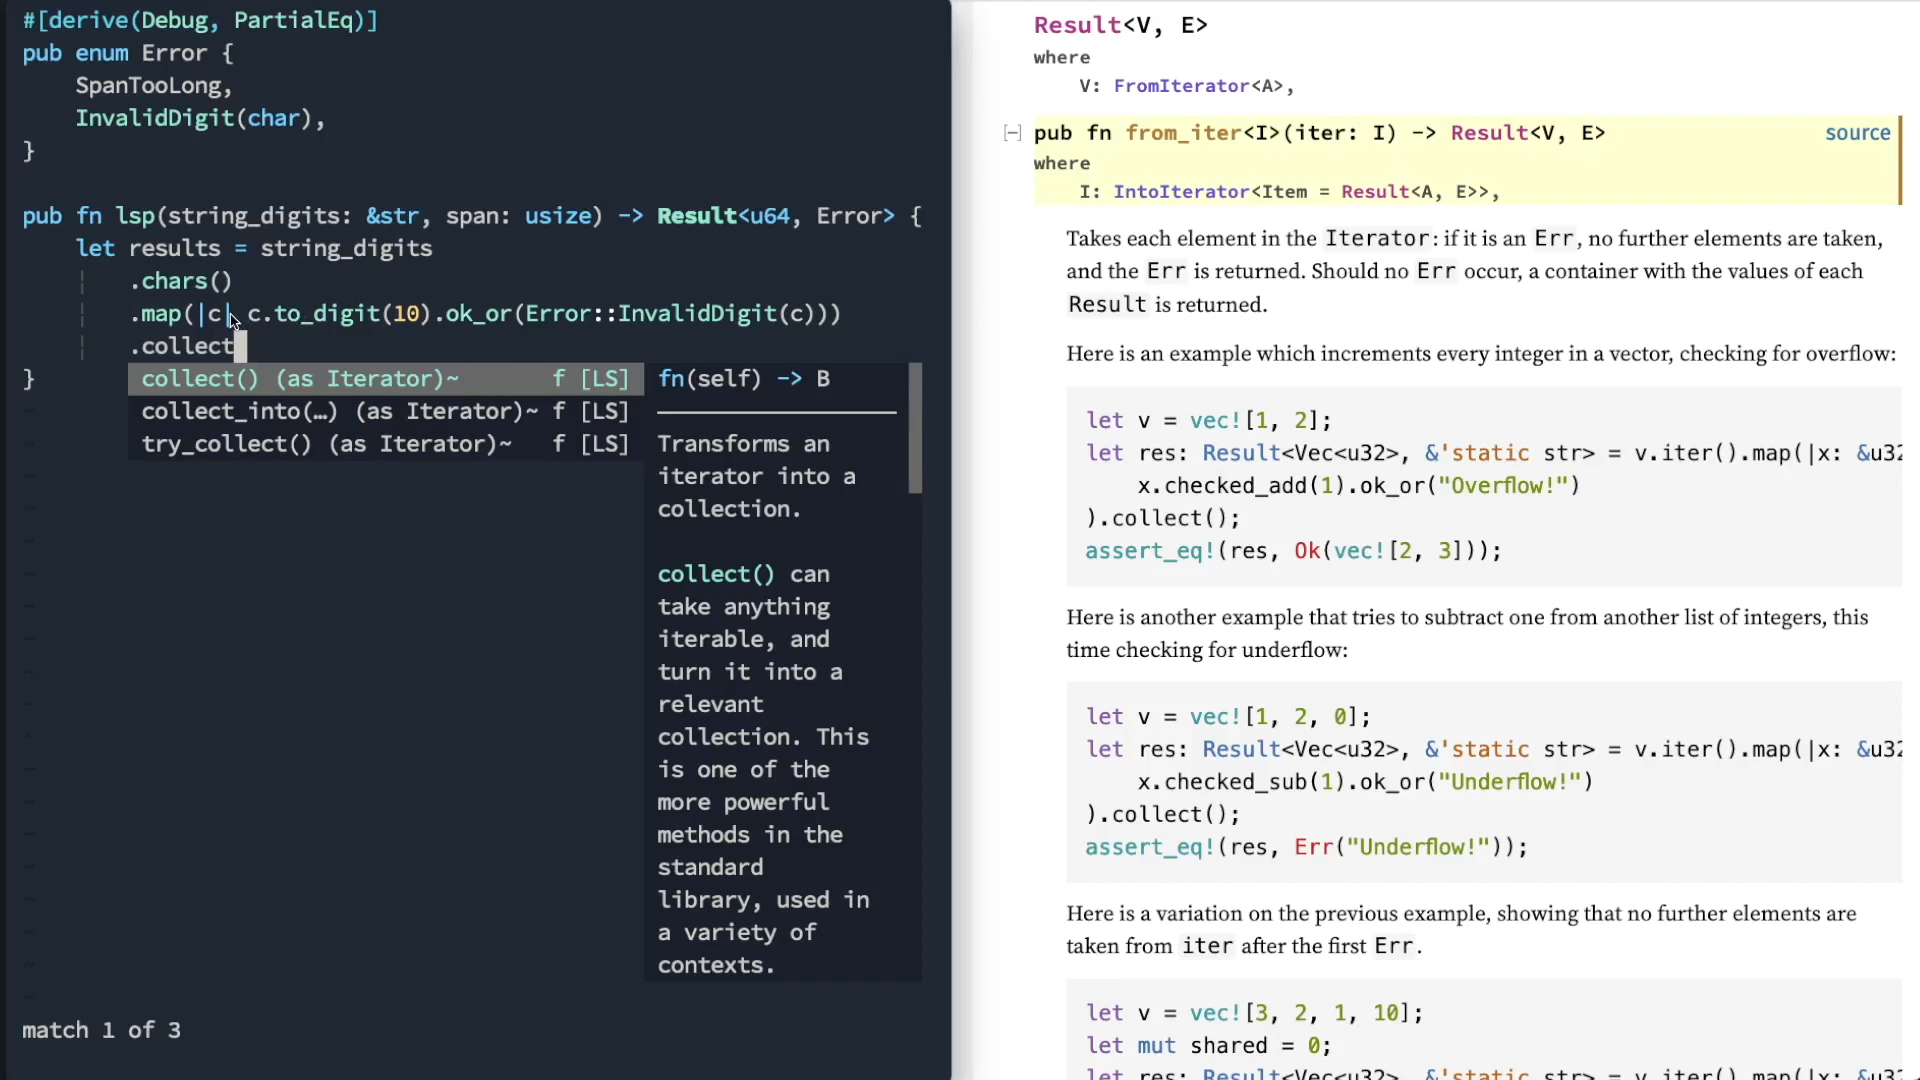 #[derive(Debug, PartialEq)]
pub enum Error {
    SpanTooLong,
    InvalidDigit(char),
}
pub fn lsp(string_digits: &str, span: usize) -> Result<u64, Error> {
    let results = string_digits
        .chars()
        .map(|c| c.to_digit(10).ok_or(Error::InvalidDigit(c)))
        .collect
}
collect() (as Iterator)~ f [LS]
collect_into(…) (as Iterator)~ f [LS]
try_collect() (as Iterator)~ f [LS]
fn(self) -> B
Transforms an
iterator into a
collection.
collect() can
take anything
iterable, and
turn it into a
relevant
collection. This
is one of the
more powerful
methods in the
standard
library, used in
a variety of
contexts.
match 1 of 3
Result<V, E>
where
    V: FromIterator<A>,
[-] pub fn from_iter<I>(iter: I) -> Result<V, E> source
where
    I: IntoIterator<Item = Result<A, E>>,
Takes each element in the Iterator: if it is an Err, no further elements are taken,
and the Err is returned. Should no Err occur, a container with the values of each
Result is returned.
Here is an example which increments every integer in a vector, checking for overflow:
let v = vec![1, 2];
let res: Result<Vec<u32>, &'static str> = v.iter().map(|x: &u32
    x.checked_add(1).ok_or("Overflow!")
).collect();
assert_eq!(res, Ok(vec![2, 3]));
Here is another example that tries to subtract one from another list of integers, this
time checking for underflow:
let v = vec![1, 2, 0];
let res: Result<Vec<u32>, &'static str> = v.iter().map(|x: &u32
    x.checked_sub(1).ok_or("Underflow!")
).collect();
assert_eq!(res, Err("Underflow!"));
Here is a variation on the previous example, showing that no further elements are
taken from iter after the first Err.
let v = vec![3, 2, 1, 10];
let mut shared = 0;
let res: Result<Vec<u32>, &'static str> = v.iter().map(|x: &u32